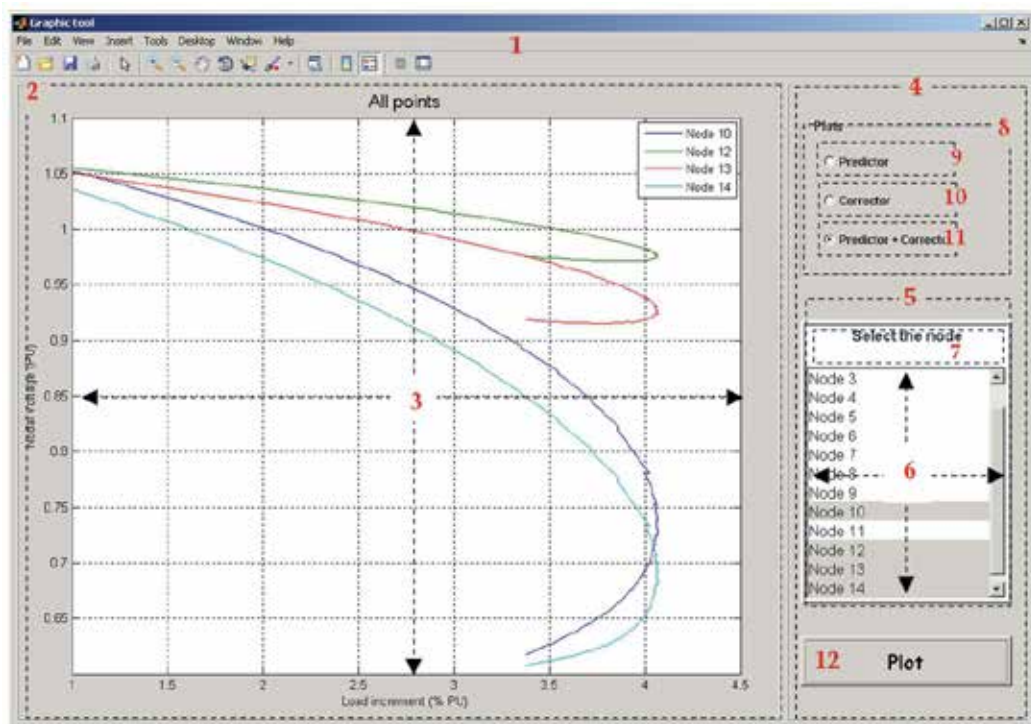 Graphic tool
File Edit View Insert Tools Desktop Window Help
1
2
All points
1.1
1.05
1
0.95
0.9
0.85
0.8
0.75
0.7
0.65
1 1.5 2 2.5 3 3.5 4 4.5
Load increment (% PU)
Nodal voltage (PU)
Node 10
Node 12
Node 13
Node 14
3
4
Plots
8
Predictor
9
Corrector
10
Predictor + Correct
11
5
Select the node
7
Node 3
Node 4
Node 5
Node 6
Node 7
Node 8
Node 9
Node 10
Node 11
Node 12
Node 13
Node 14
6
12
Plot